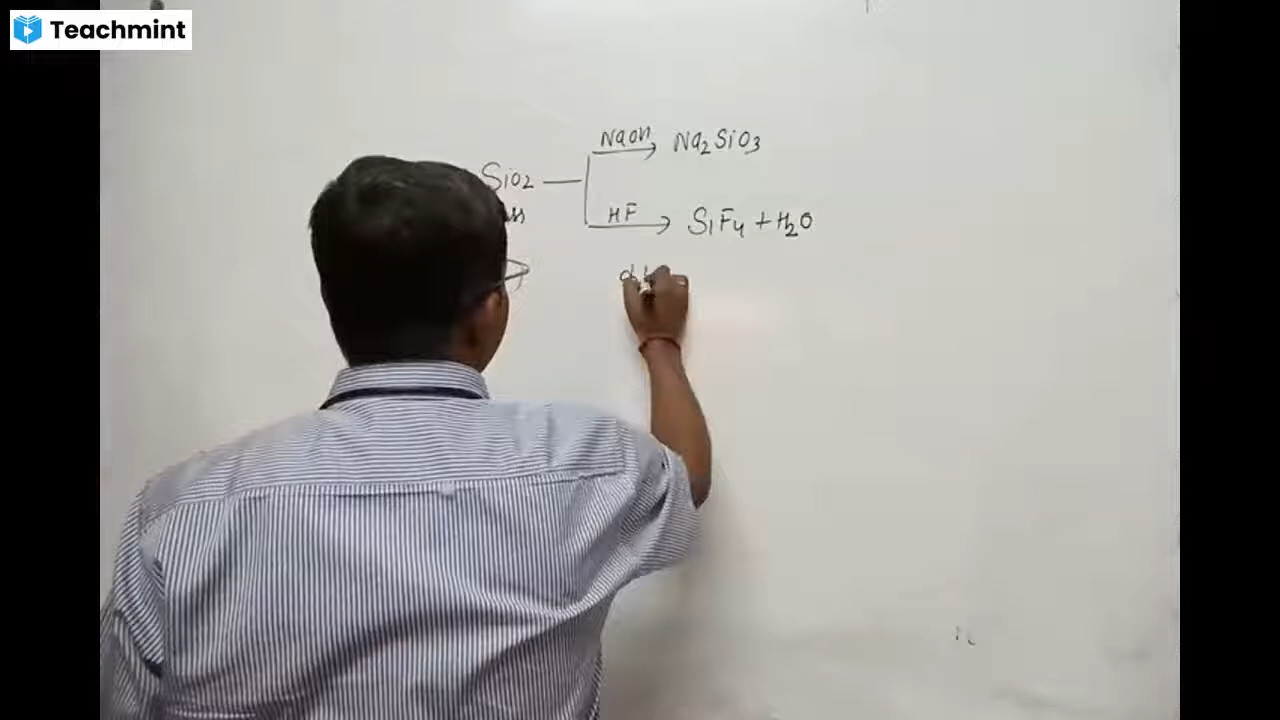 Teachmint
NaOH Na2SiO3
SiO2
HF SiF4 + H2O